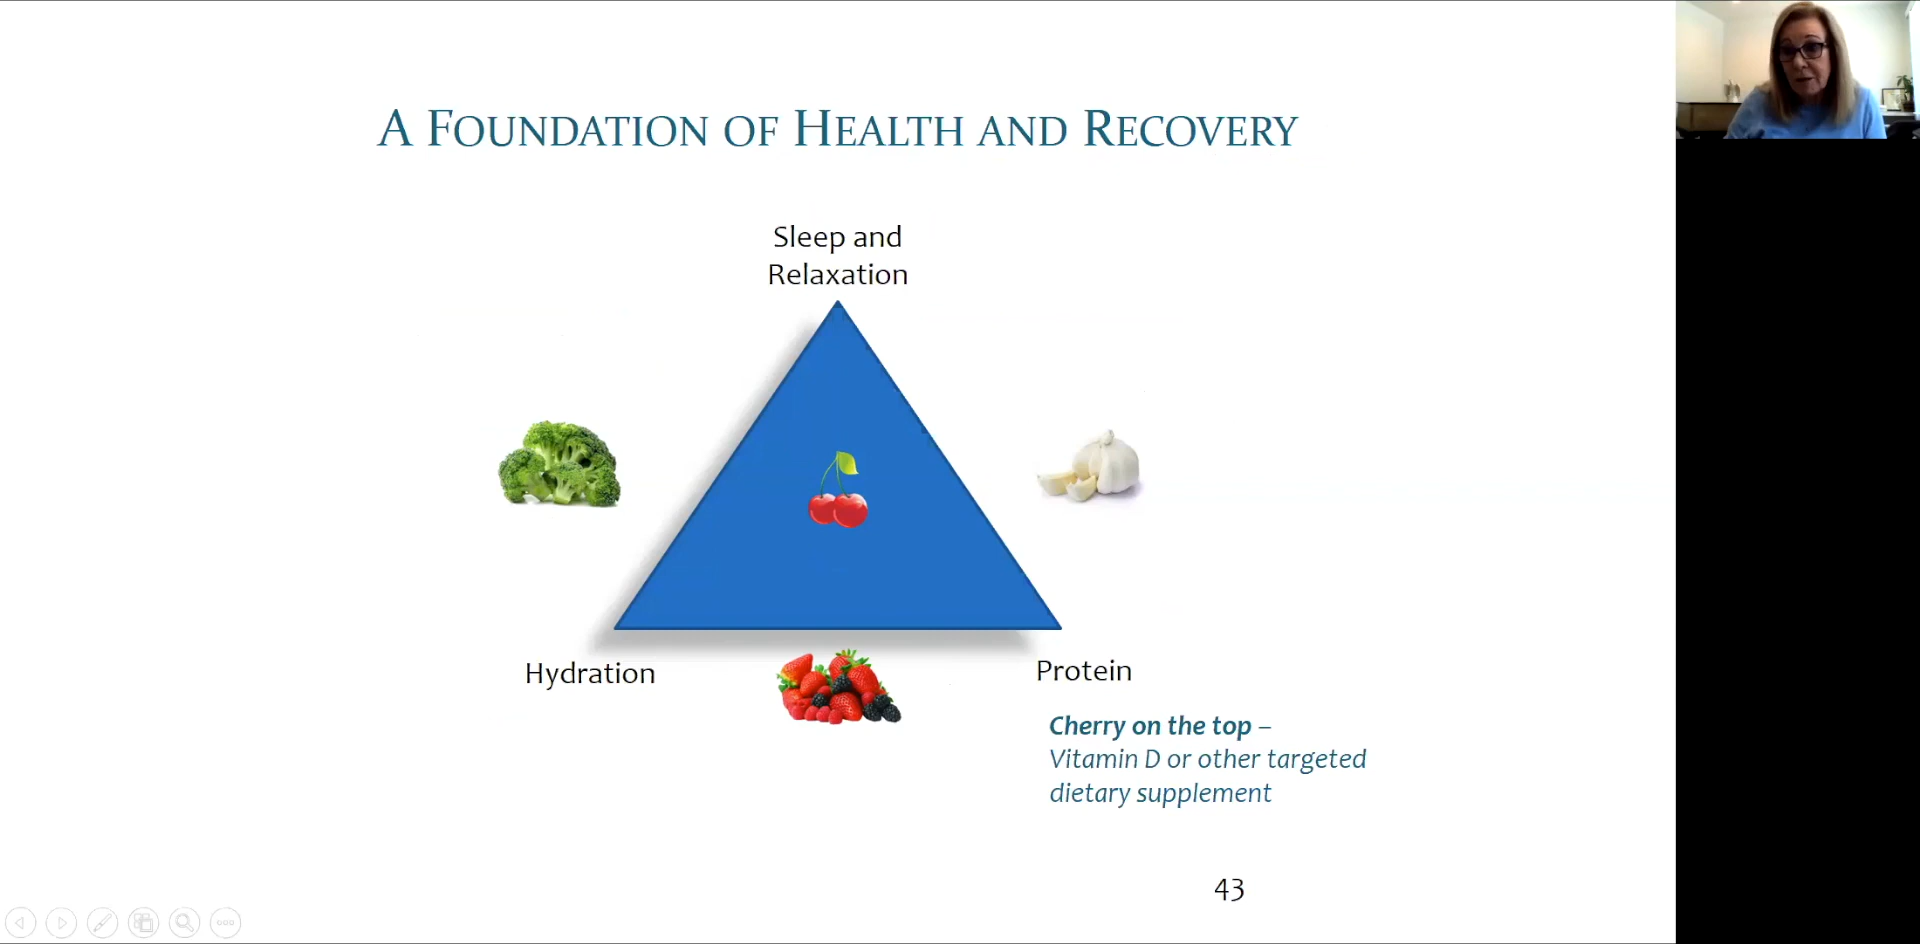 A Foundation of Health and Recovery
Sleep and
Relaxation
Hydration
Protein
Cherry on the top –
Vitamin D or other targeted
dietary supplement
43